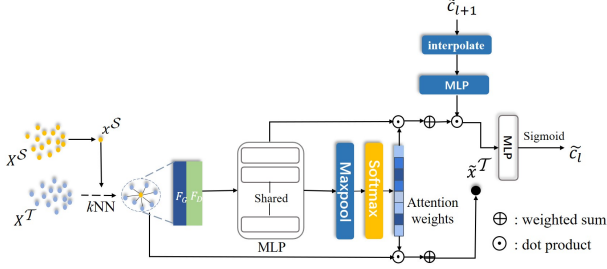 c̃_{l+1}
interpolate
MLP
X^S
x^S
X^T
kNN
F_G F_D
Shared
MLP
Maxpool
Softmax
Attention
weights
x̃^T
MLP
Sigmoid
c̃_l
⊕ : weighted sum
⊙ : dot product